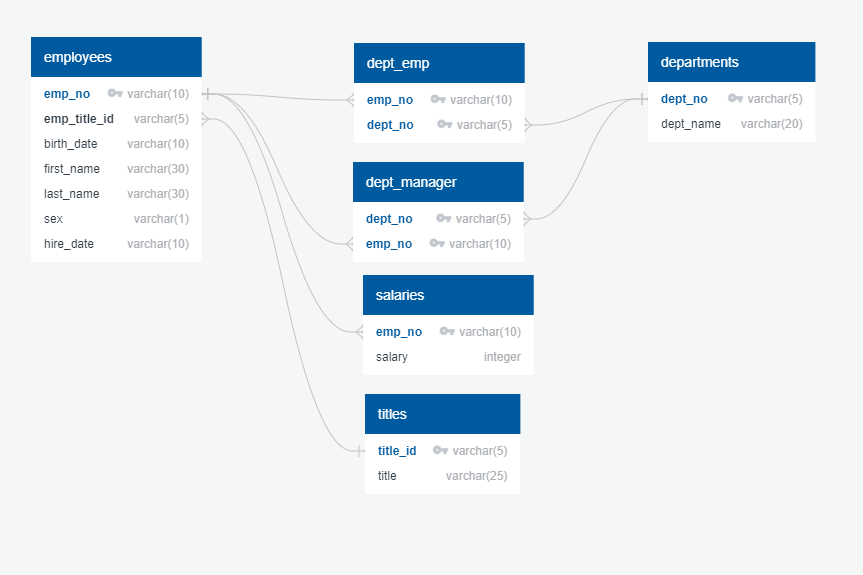 employees
emp_no varchar(10)
emp_title_id varchar(5)
birth_date varchar(10)
first_name varchar(30)
last_name varchar(30)
sex varchar(1)
hire_date varchar(10)
dept_emp
emp_no varchar(10)
dept_no varchar(5)
dept_manager
dept_no varchar(5)
emp_no varchar(10)
salaries
emp_no varchar(10)
salary integer
titles
title_id varchar(5)
title varchar(25)
departments
dept_no varchar(5)
dept_name varchar(20)